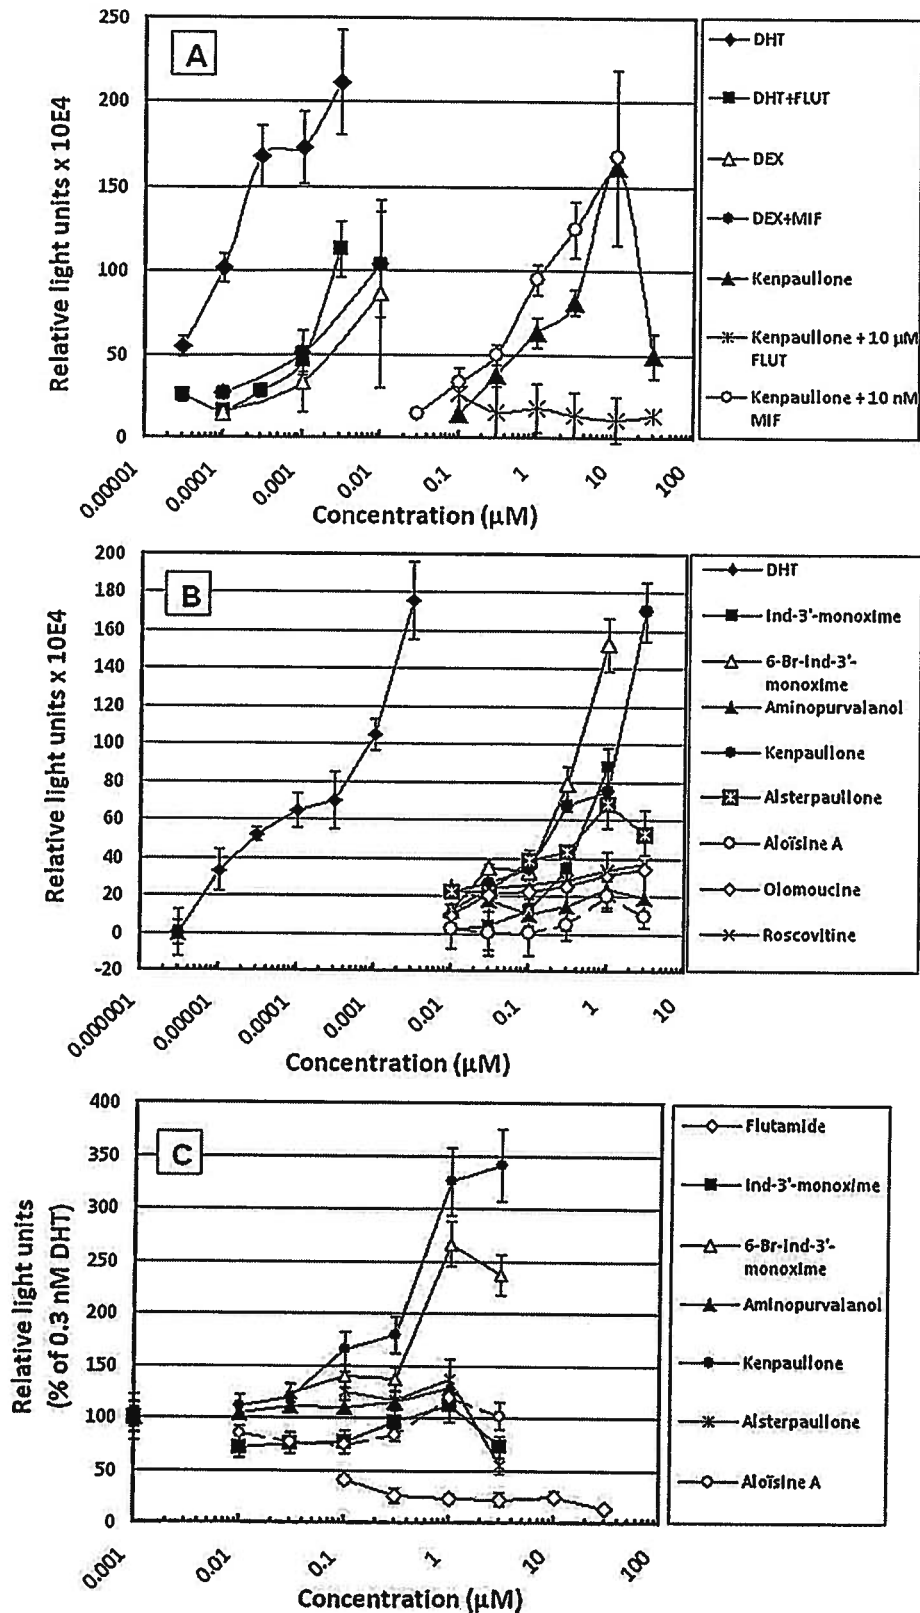 A
250
200
150
100
50
0
Relative light units x 10E4
0.00001
0.0001
0.001
0.01
0.1
1
10
100
Concentration (µM)
DHT
DHT+FLUT
DEX
DEX+MIF
Kenpaullone
Kenpaullone + 10 µM
FLUT
Kenpaullone + 10 nM
MIF
B
200
180
160
140
120
100
80
60
40
20
0
-20
Relative light units x 10E4
0.000001
0.00001
0.0001
0.001
0.01
0.1
1
10
Concentration (µM)
DHT
Ind-3'-monoxime
6-Br-Ind-3'-
monoxime
Aminopurvalanol
Kenpaullone
Alsterpaullone
Aloïsine A
Olomoucine
Roscovitine
C
400
350
300
250
200
150
100
50
0
Relative light units
(% of 0.3 nM DHT)
0.001
0.01
0.1
1
10
100
Concentration (µM)
Flutamide
Ind-3'-monoxime
6-Br-Ind-3'-
monoxime
Aminopurvalanol
Kenpaullone
Alsterpaullone
Aloïsine A